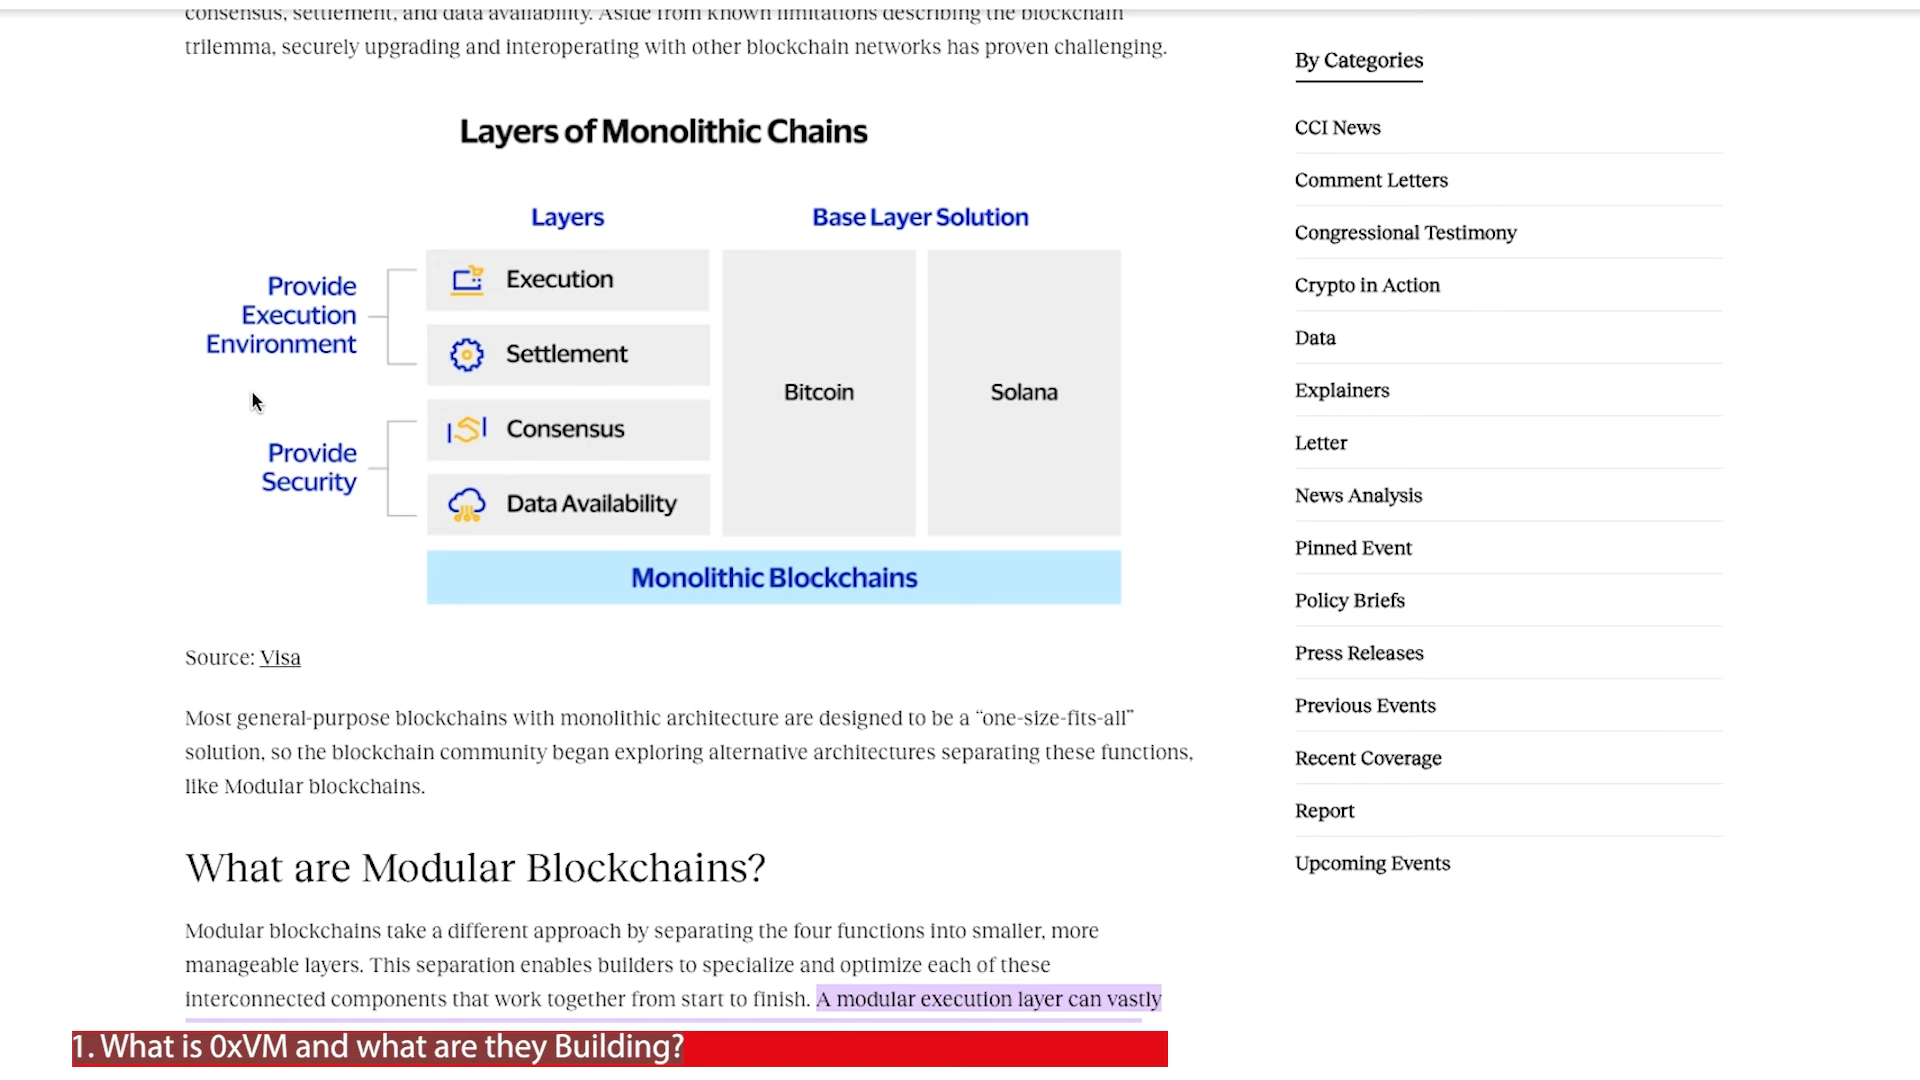 consensus, settlement, and data availability. Aside from known limitations describing the blockchain
trilemma, securely upgrading and interoperating with other blockchain networks has proven challenging.
Layers of Monolithic Chains
Layers
Base Layer Solution
Provide
Execution
Environment
Execution
Settlement
Provide
Security
Consensus
Data Availability
Bitcoin
Solana
Monolithic Blockchains
Source: Visa
Most general-purpose blockchains with monolithic architecture are designed to be a “one-size-fits-all”
solution, so the blockchain community began exploring alternative architectures separating these functions,
like Modular blockchains.
What are Modular Blockchains?
Modular blockchains take a different approach by separating the four functions into smaller, more
manageable layers. This separation enables builders to specialize and optimize each of these
interconnected components that work together from start to finish. A modular execution layer can vastly
1. What is 0xVM and what are they Building?
By Categories
CCI News
Comment Letters
Congressional Testimony
Crypto in Action
Data
Explainers
Letter
News Analysis
Pinned Event
Policy Briefs
Press Releases
Previous Events
Recent Coverage
Report
Upcoming Events